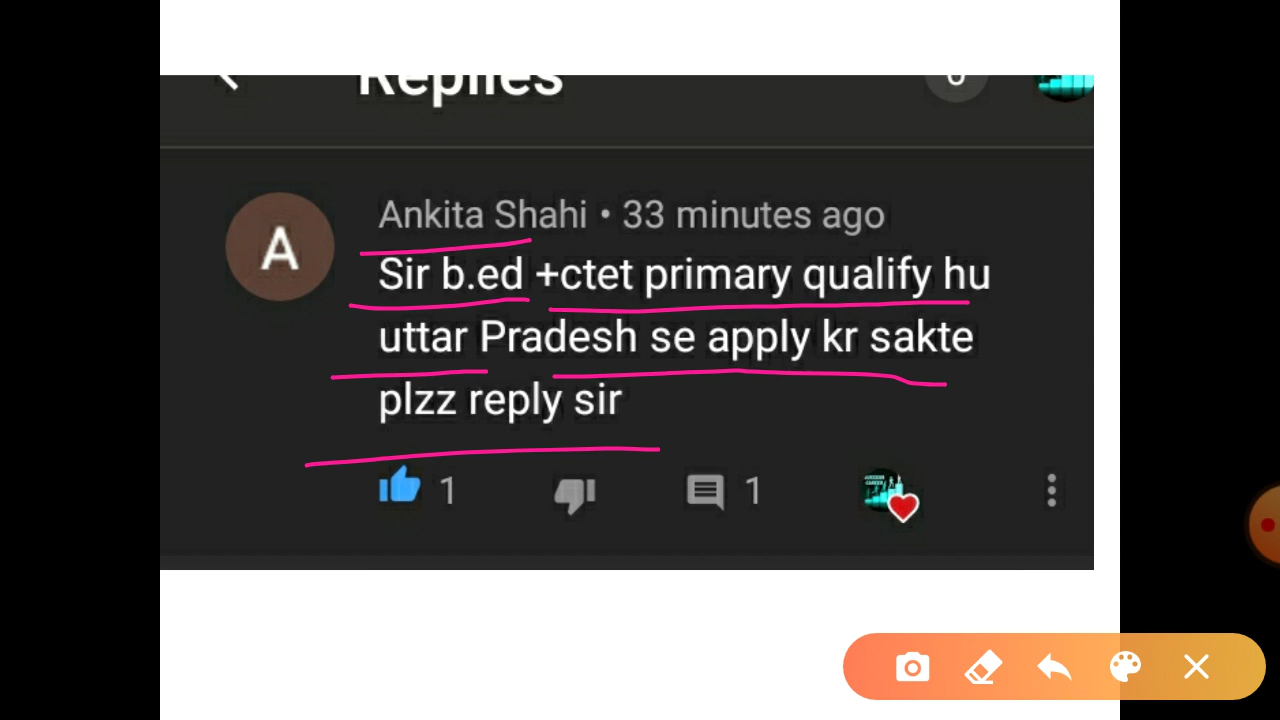 Replies
Ankita Shahi • 33 minutes ago
A
Sir b.ed +ctet primary qualify hu
uttar Pradesh se apply kr sakte
plzz reply sir
1
1